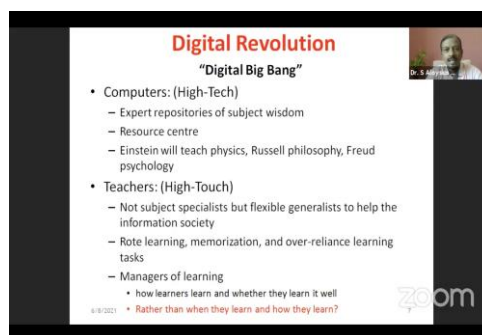 Digital Revolution
“Digital Big Bang”
• Computers: (High-Tech)
– Expert repositories of subject wisdom
– Resource centre
– Einstein will teach physics, Russell philosophy, Freud
psychology
• Teachers: (High-Touch)
– Not subject specialists but flexible generalists to help the
information society
– Rote learning, memorization, and over-reliance learning
tasks
– Managers of learning
• how learners learn and whether they learn it well
• Rather than when they learn and how they learn?
6/8/2021
7
Dr. S
zoom